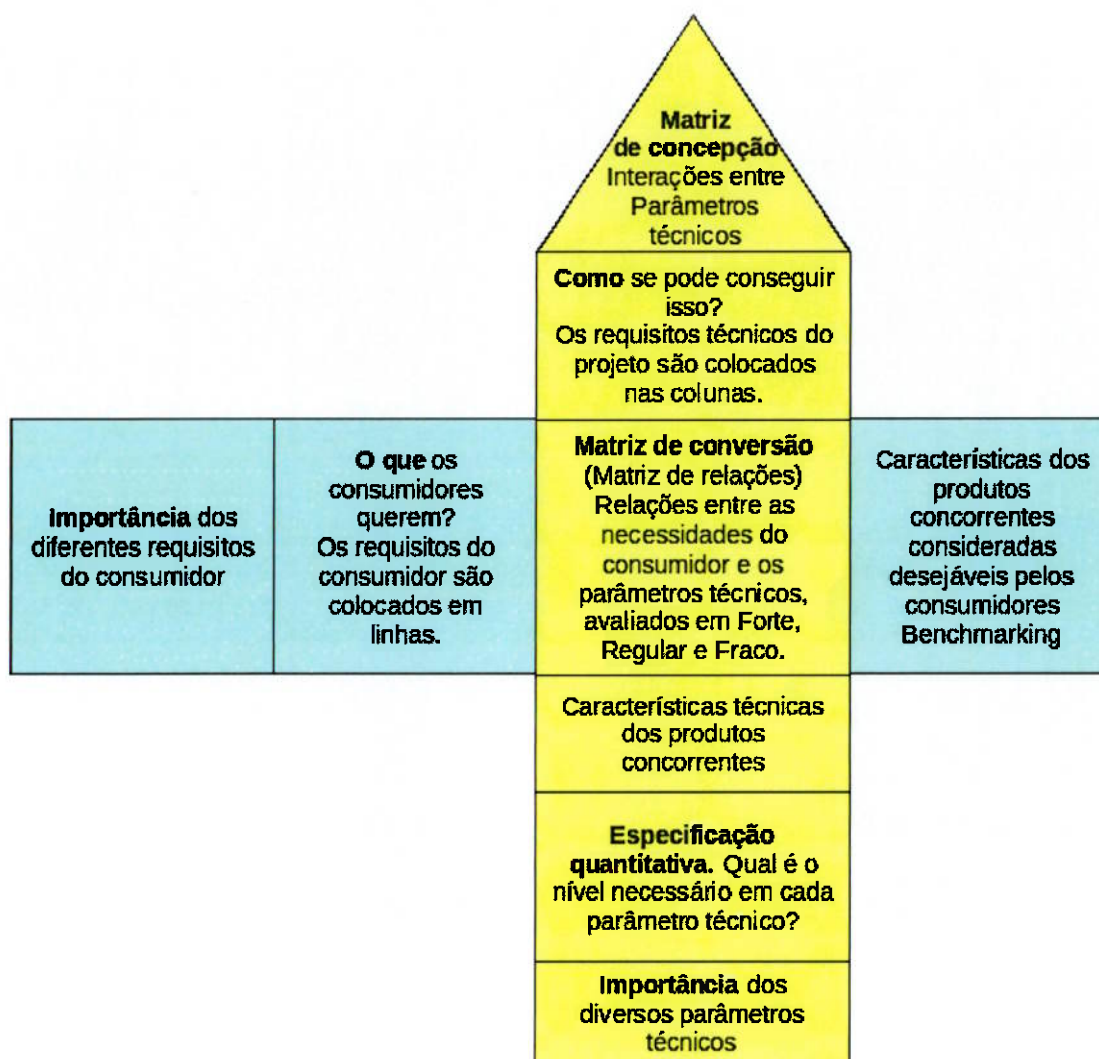 Matriz
de concepção
Interações entre
Parâmetros
técnicos
Como se pode conseguir
isso?
Os requisitos técnicos do
projeto são colocados
nas colunas.
Importância dos
diferentes requisitos
do consumidor
O que os
consumidores
querem?
Os requisitos do
consumidor são
colocados em
linhas.
Matriz de conversão
(Matriz de relações)
Relações entre as
necessidades do
consumidor e os
parâmetros técnicos,
avaliados em Forte,
Regular e Fraco.
Características dos
produtos
concorrentes
consideradas
desejáveis pelos
consumidores
Benchmarking
Características técnicas
dos produtos
concorrentes
Especificação
quantitativa. Qual é o
nível necessário em cada
parâmetro técnico?
Importância dos
diversos parâmetros
técnicos